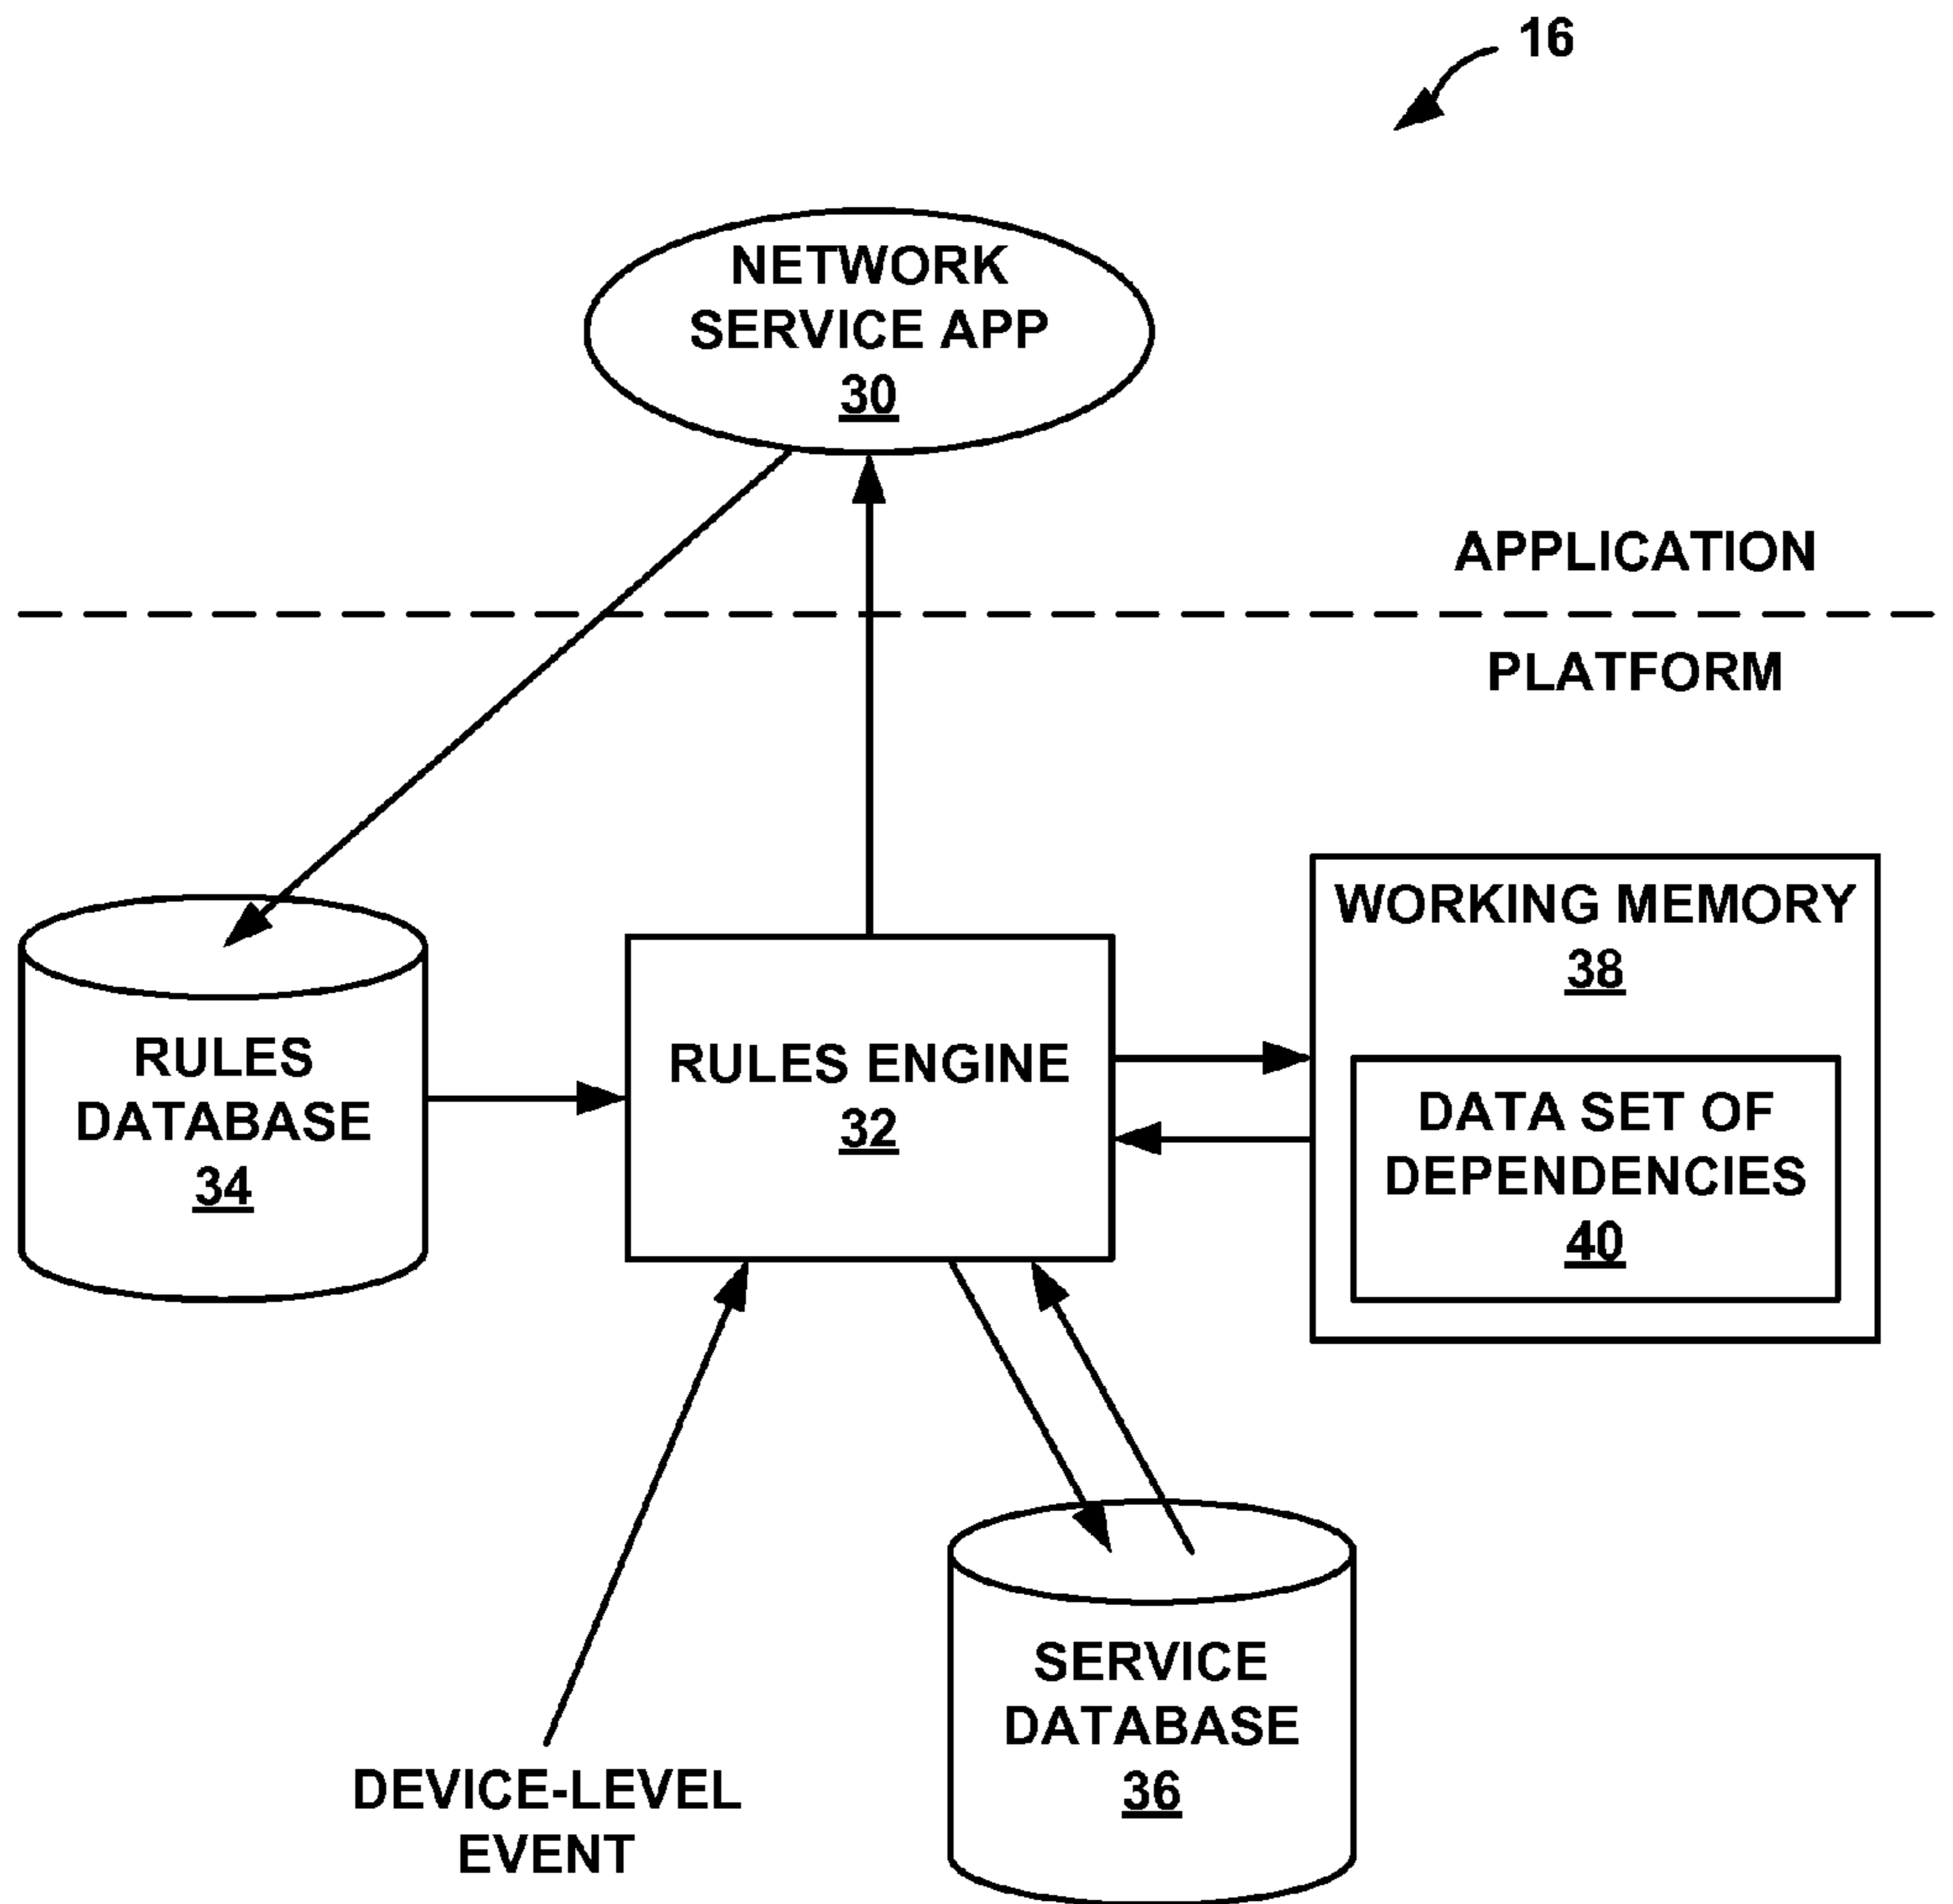 16
NETWORK
SERVICE APP
30
APPLICATION
PLATFORM
WORKING MEMORY
38
RULES
DATABASE
34
RULES ENGINE
32
DATA SET OF
DEPENDENCIES
40
SERVICE
DATABASE
36
DEVICE-LEVEL
EVENT